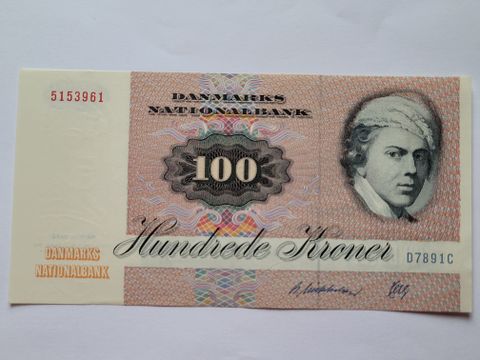 5153961
DANMARKS
NATIONALBANK
100
Hundrede Kroner
DANMARKS
NATIONALBANK
D7891C